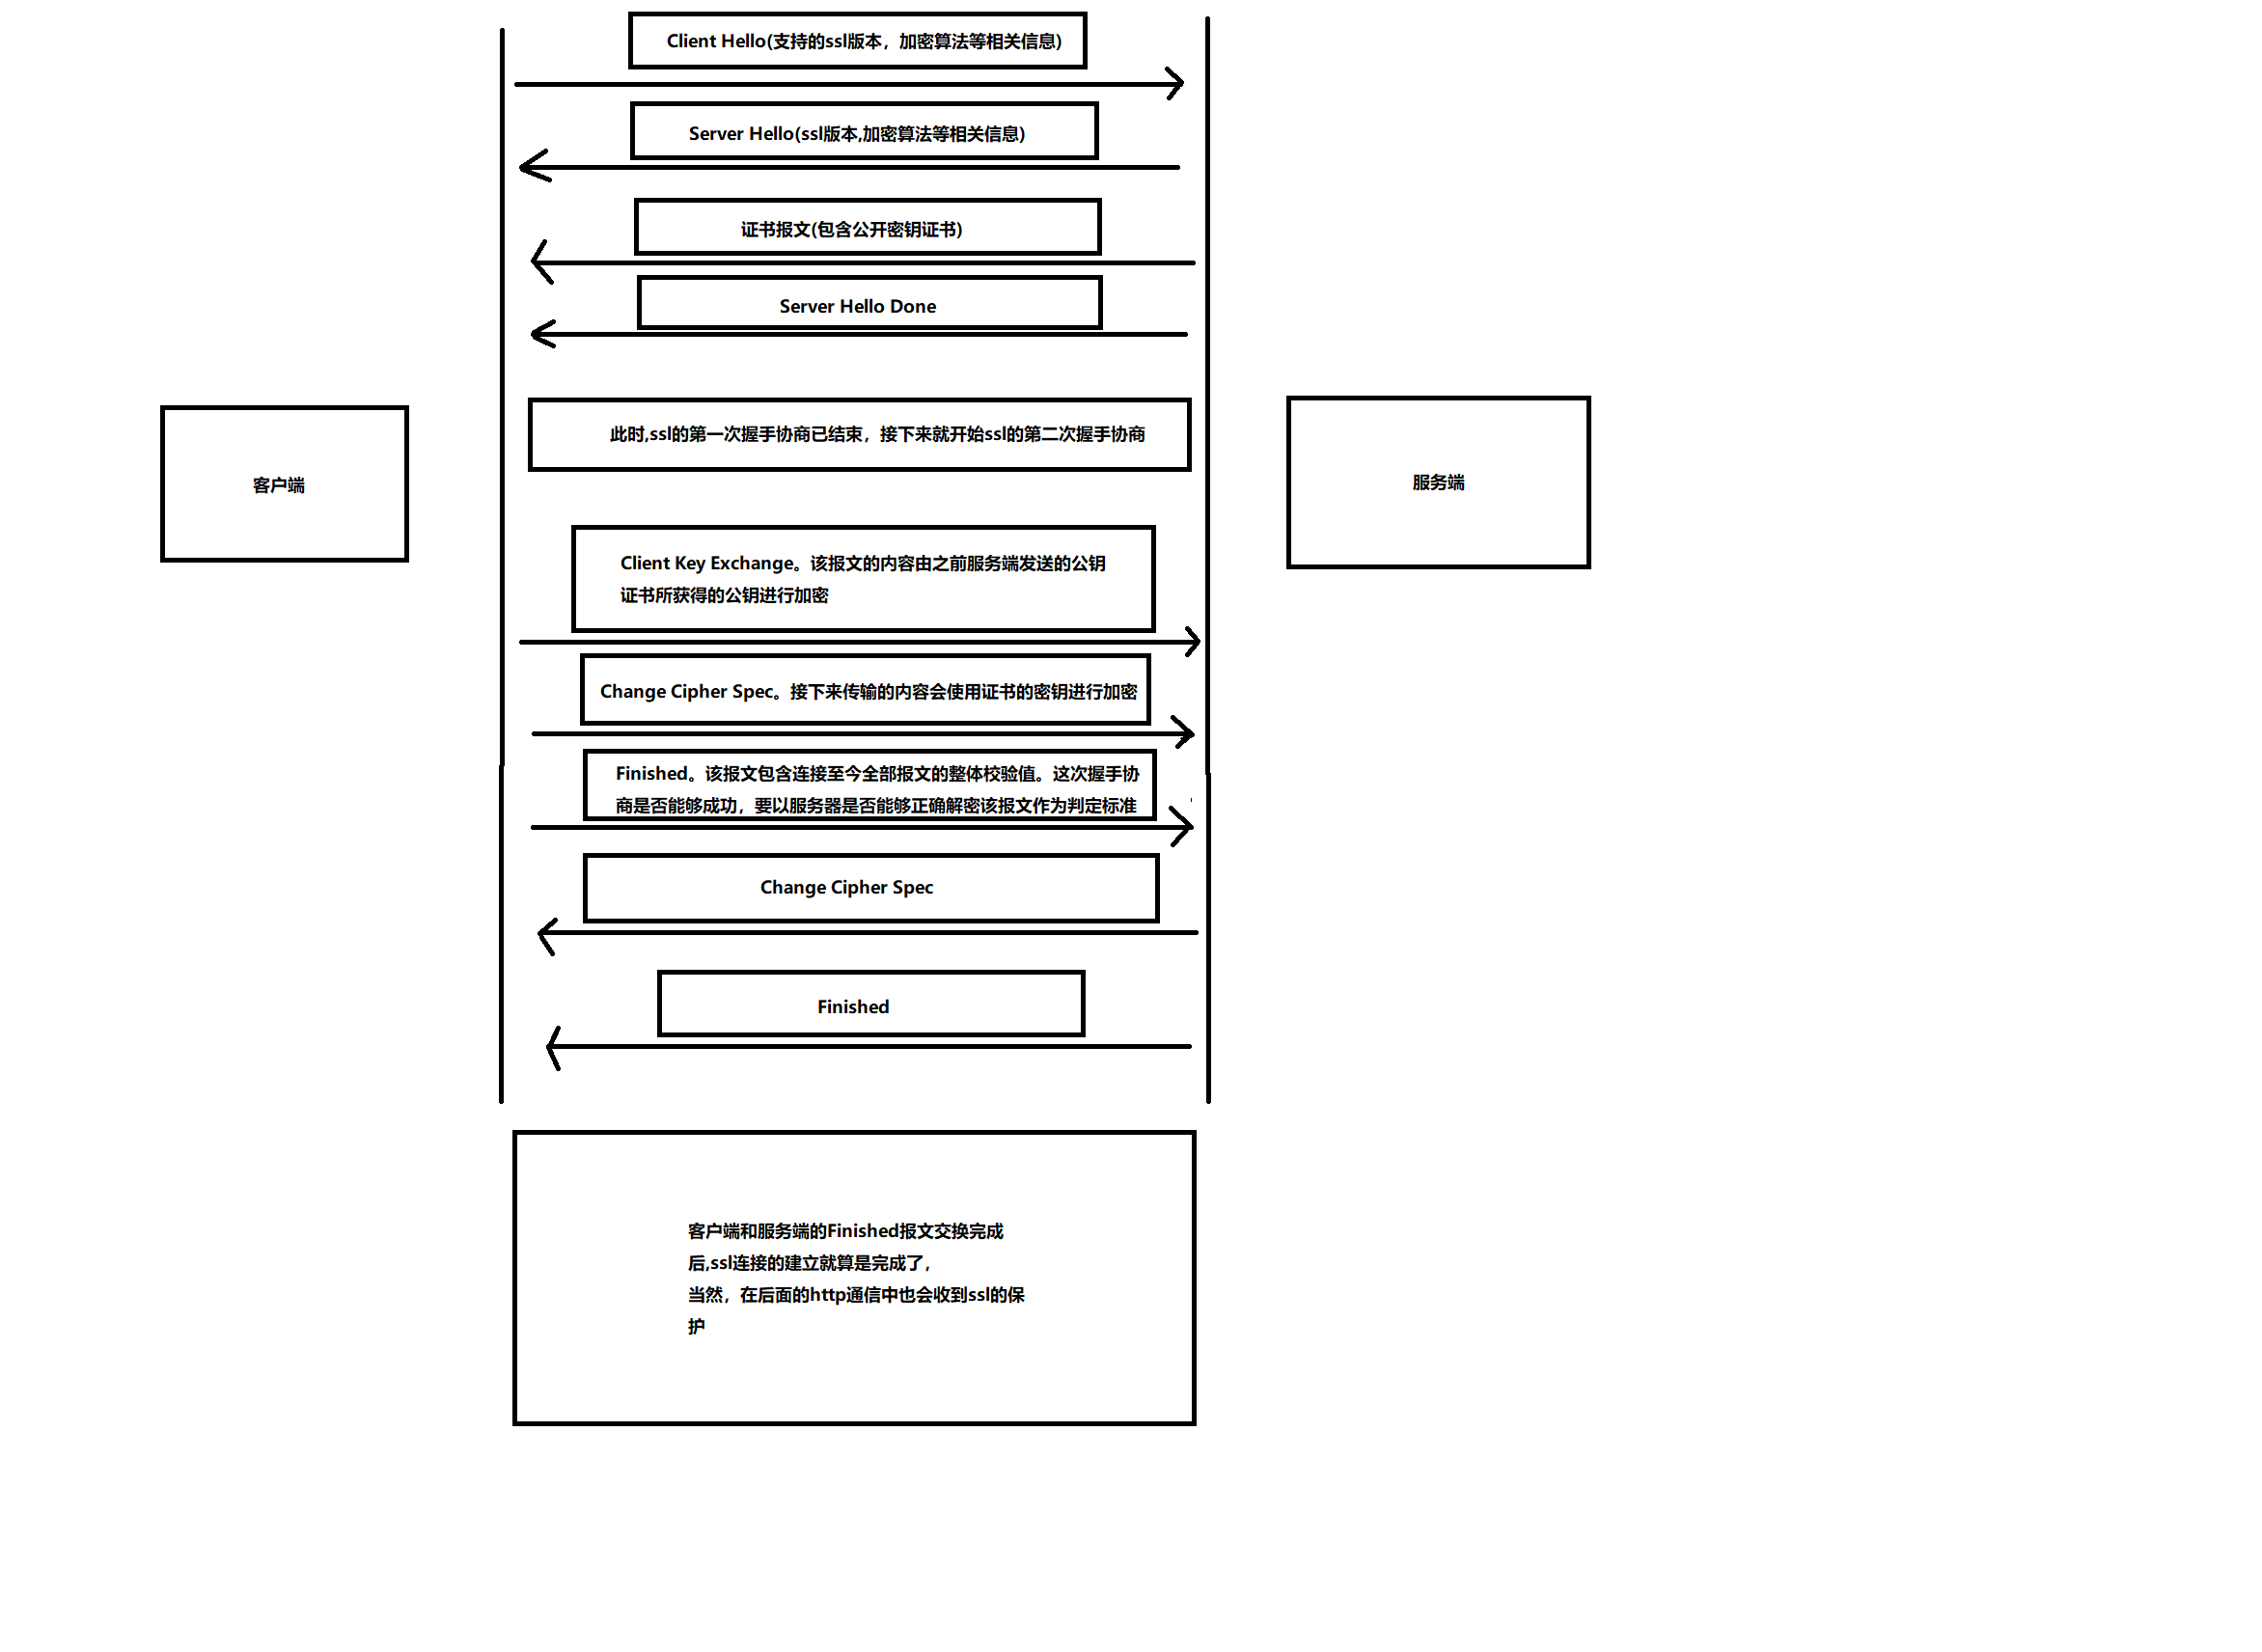 Client Hello(支持的ssl版本，加密算法等相关信息)
Server Hello(ssl版本,加密算法等相关信息)
证书报文(包含公开密钥证书)
Server Hello Done
此时,ssl的第一次握手协商已结束，接下来就开始ssl的第二次握手协商
客户端
服务端
Client Key Exchange。该报文的内容由之前服务端发送的公钥
证书所获得的公钥进行加密
Change Cipher Spec。接下来传输的内容会使用证书的密钥进行加密
Finished。该报文包含连接至今全部报文的整体校验值。这次握手协
商是否能够成功，要以服务器是否能够正确解密该报文作为判定标准
Change Cipher Spec
Finished
客户端和服务端的Finished报文交换完成
后,ssl连接的建立就算是完成了，
当然，在后面的http通信中也会收到ssl的保
护